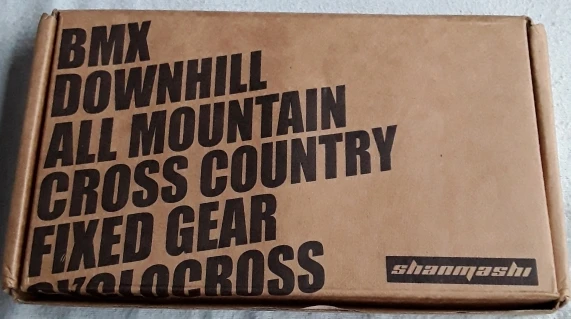 BMX
DOWNHILL
ALL MOUNTAIN
CROSS COUNTRY
FIXED GEAR
CYCLOCROSS
shanmashi